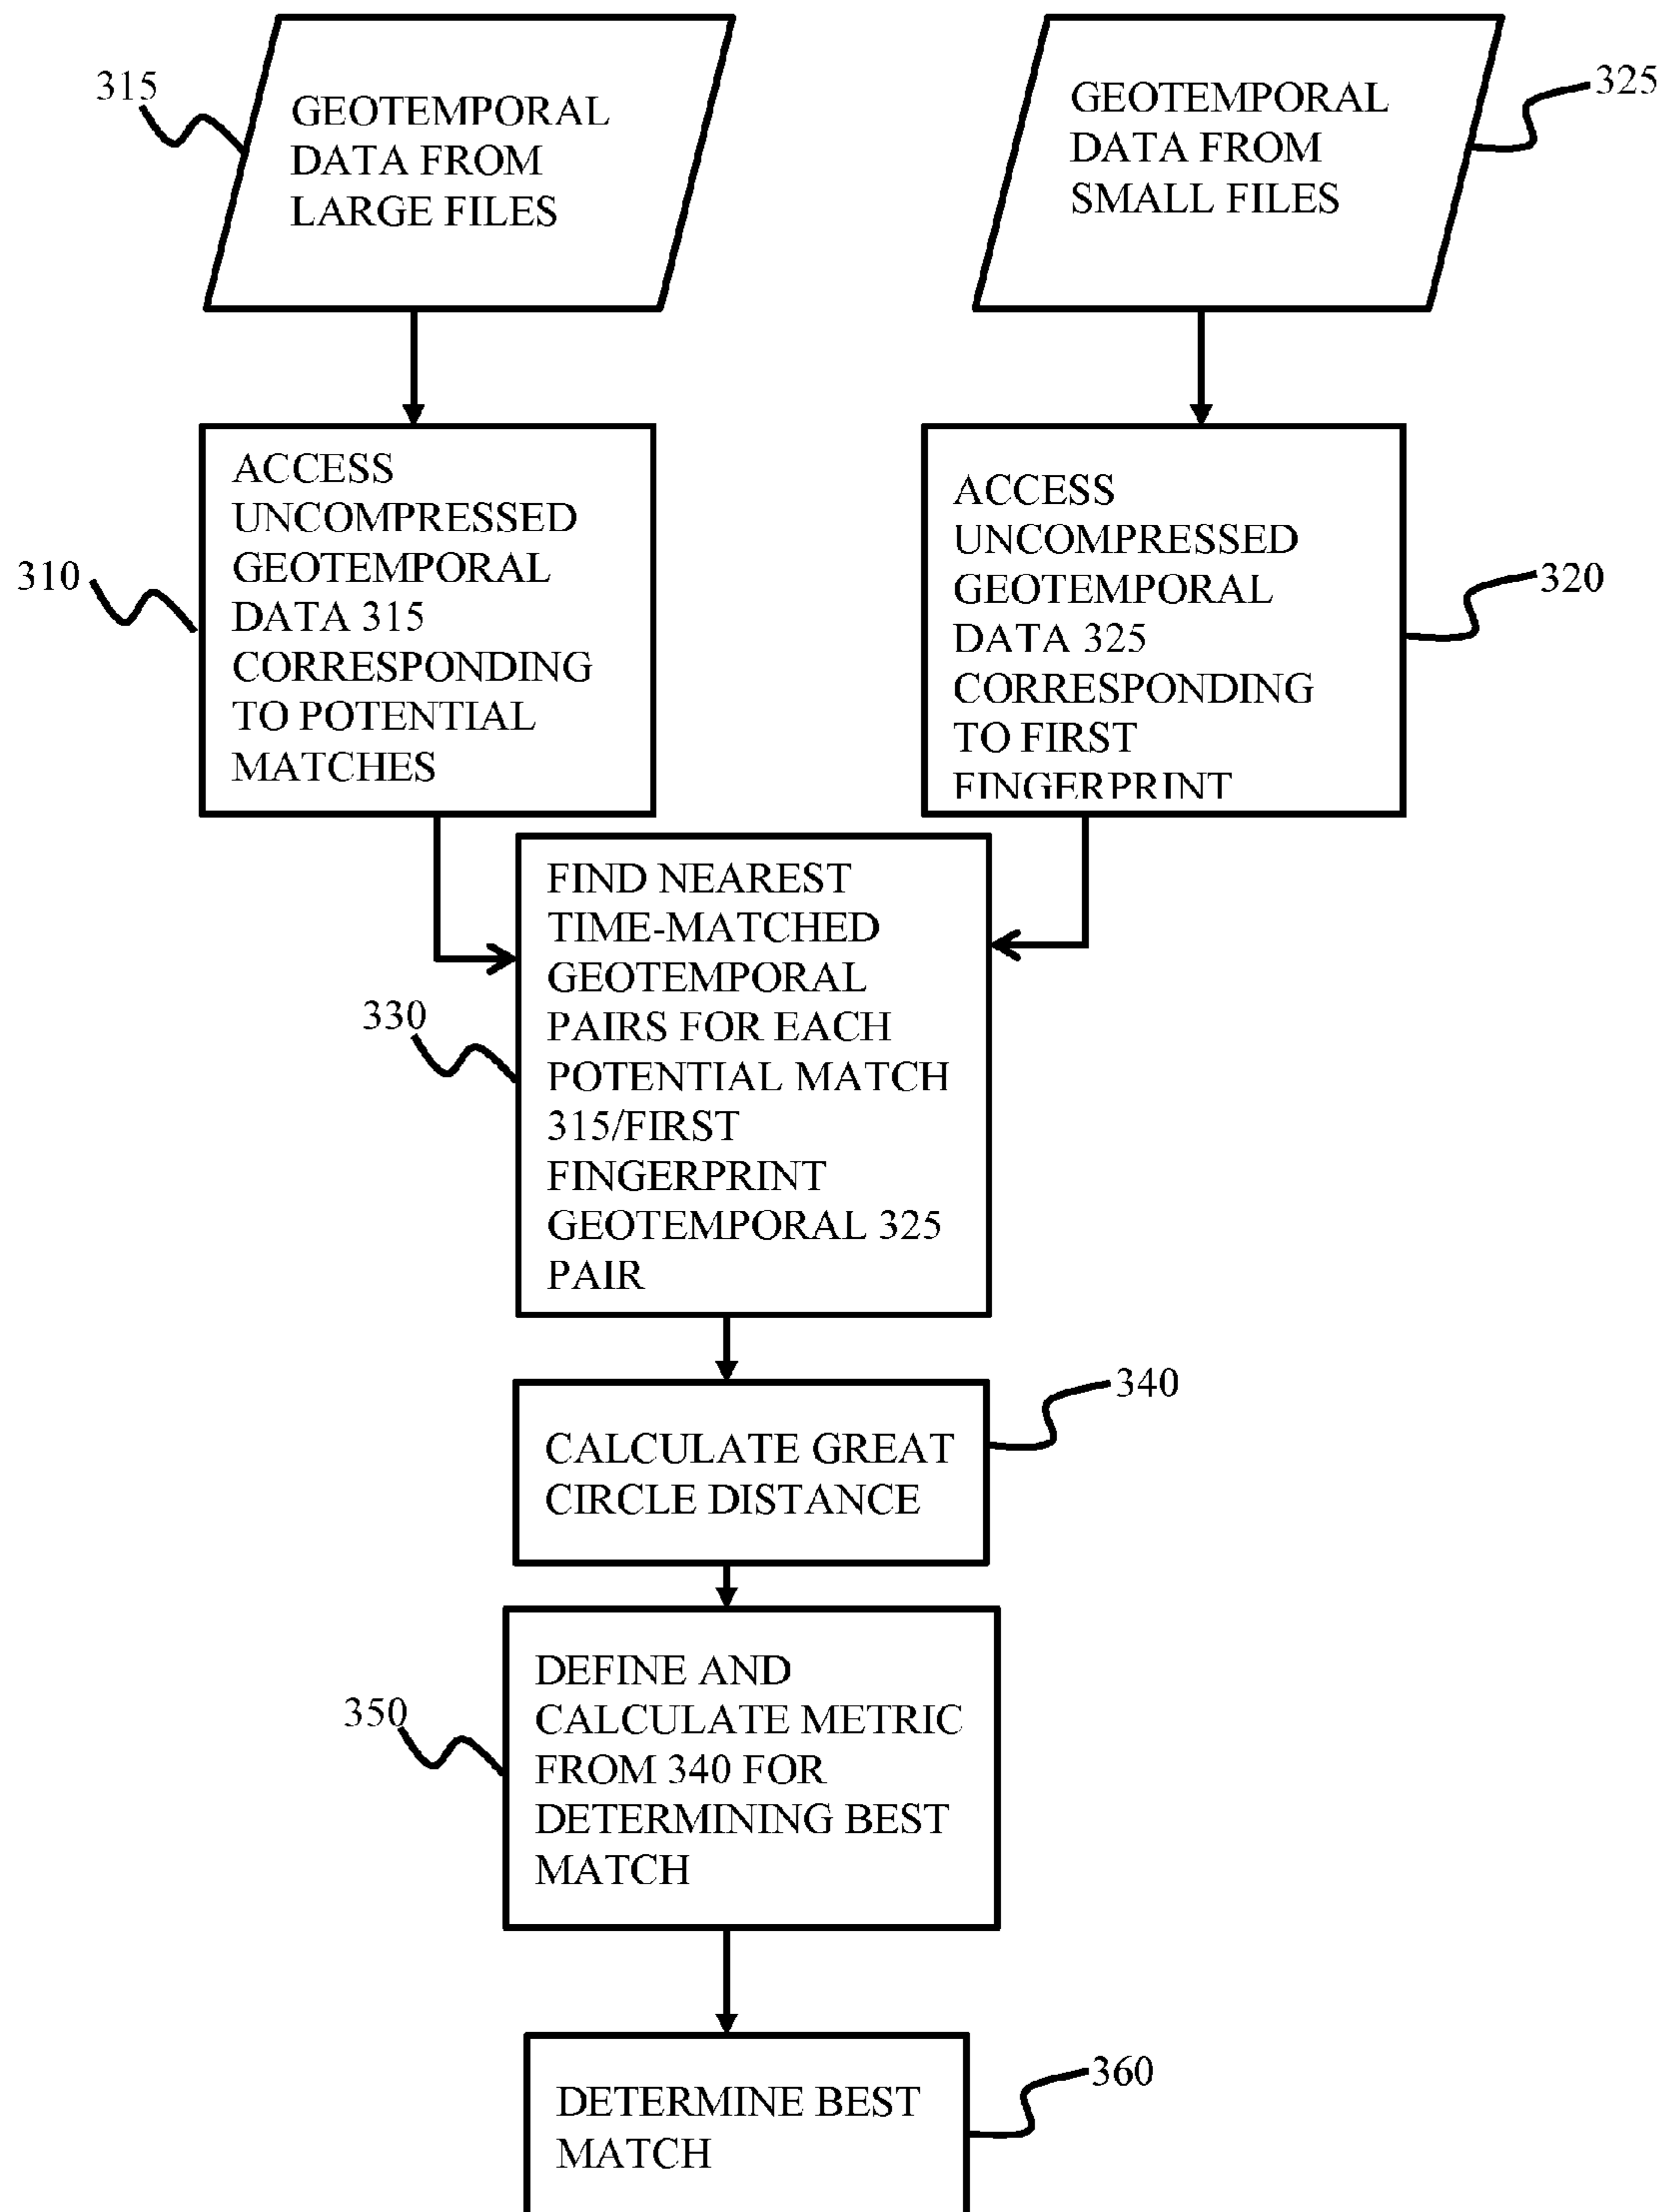 315
GEOTEMPORAL
DATA FROM
LARGE FILES
GEOTEMPORAL
DATA FROM
SMALL FILES
325
310
ACCESS
UNCOMPRESSED
GEOTEMPORAL
DATA 315
CORRESPONDING
TO POTENTIAL
MATCHES
ACCESS
UNCOMPRESSED
GEOTEMPORAL
DATA 325
CORRESPONDING
TO FIRST
FINGERPRINT
320
330
FIND NEAREST
TIME-MATCHED
GEOTEMPORAL
PAIRS FOR EACH
POTENTIAL MATCH
315/FIRST
FINGERPRINT
GEOTEMPORAL 325
PAIR
340
CALCULATE GREAT
CIRCLE DISTANCE
350
DEFINE AND
CALCULATE METRIC
FROM 340 FOR
DETERMINING BEST
MATCH
360
DETERMINE BEST
MATCH